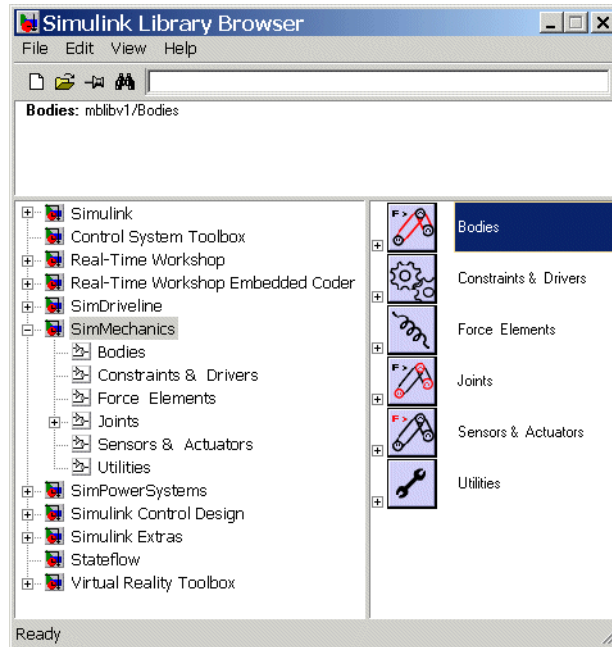 Simulink Library Browser
File Edit View Help
Bodies: mblibv1/Bodies
Simulink
Control System Toolbox
Real-Time Workshop
Real-Time Workshop Embedded Coder
SimDriveline
SimMechanics
Bodies
Constraints & Drivers
Force Elements
Joints
Sensors & Actuators
Utilities
SimPowerSystems
Simulink Control Design
Simulink Extras
Stateflow
Virtual Reality Toolbox
F> Bodies
Constraints & Drivers
Force Elements
F> Joints
F> Sensors & Actuators
Utilities
Ready